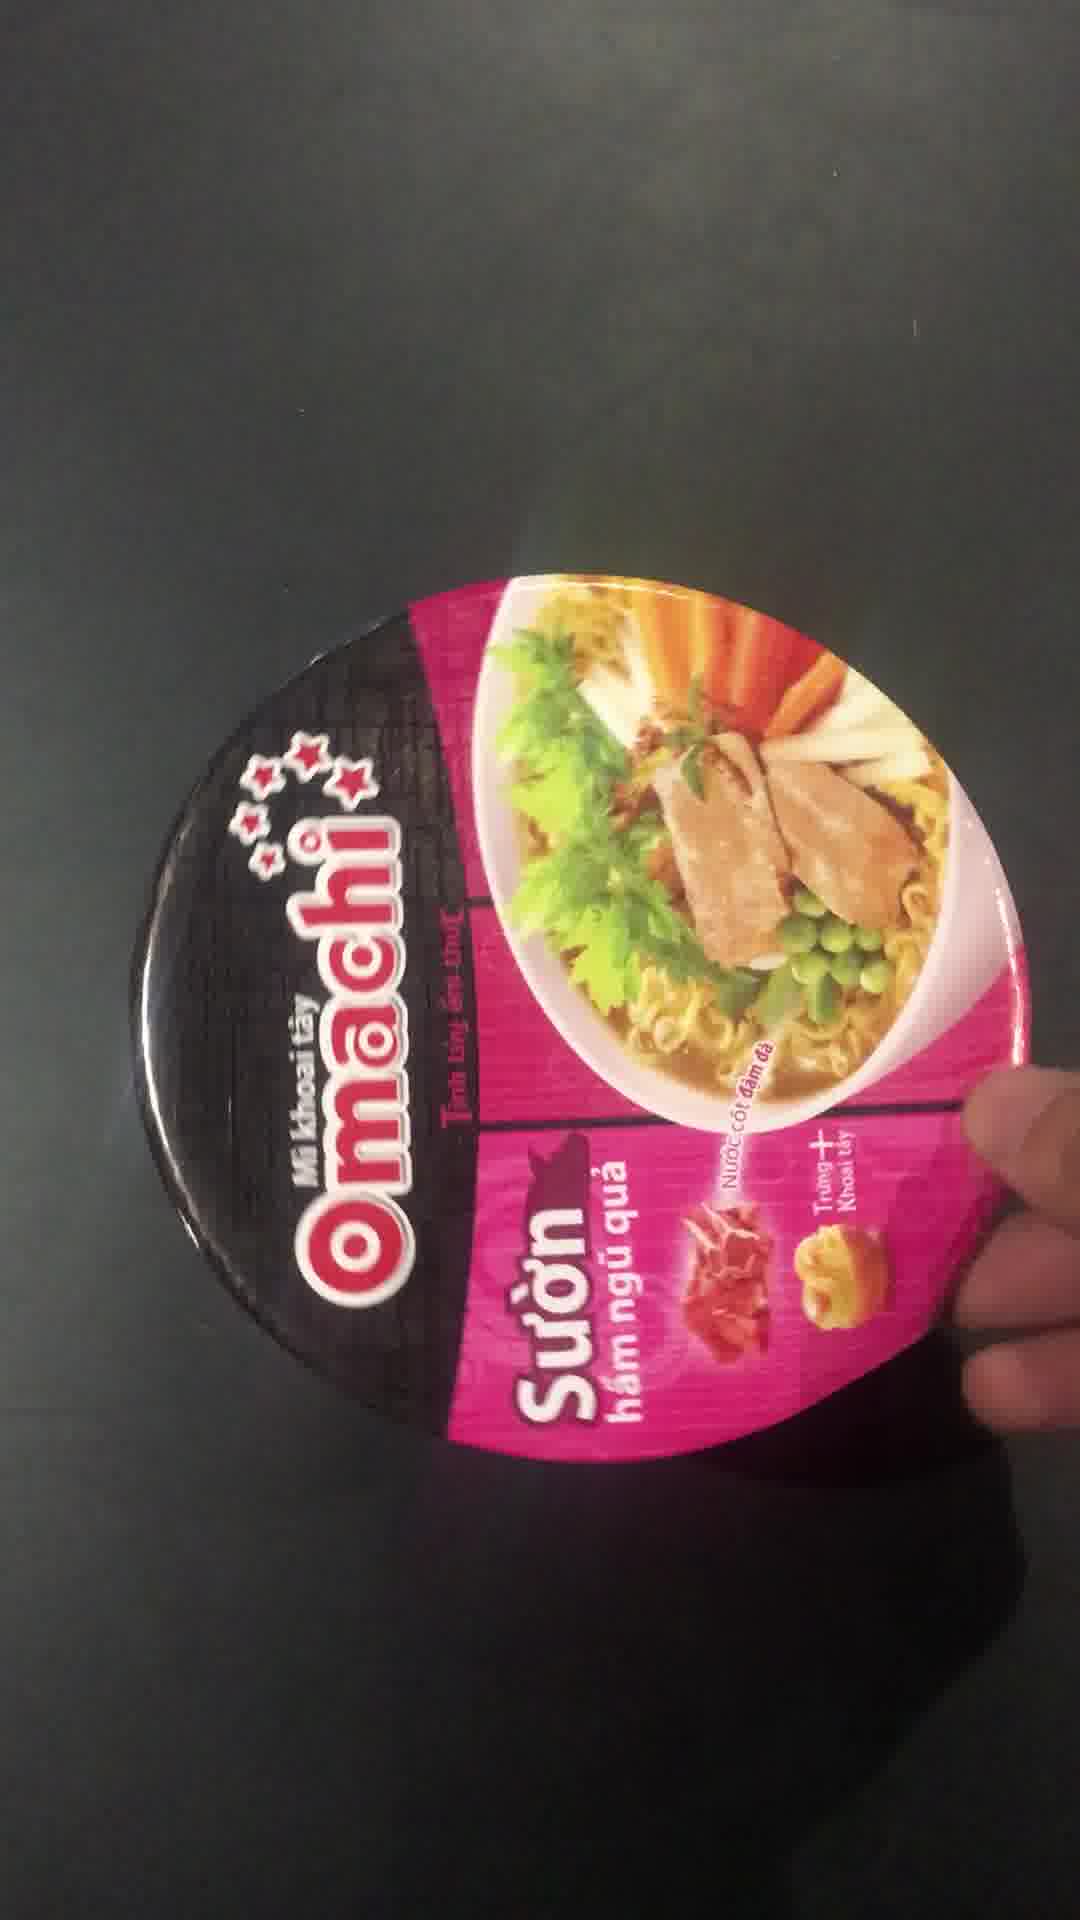 Mì khoai tây
Omachi
Tinh túy ẩm thực
Sườn
hầm ngũ quả
Nước cốt đậm đà
Trứng +
Khoai tây